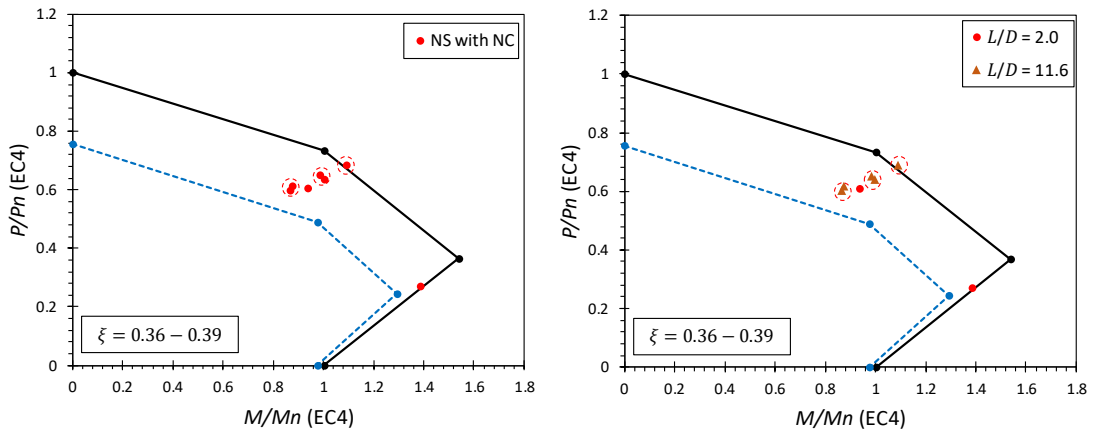 1.2
1
0.8
0.6
0.4
0.2
0
P/Pn (EC4)
NS with NC
ξ = 0.36 − 0.39
0 0.2 0.4 0.6 0.8 1 1.2 1.4 1.6 1.8
M/Mn (EC4)
1.2
1
0.8
0.6
0.4
0.2
0
P/Pn (EC4)
L/D = 2.0
L/D = 11.6
ξ = 0.36 − 0.39
0 0.2 0.4 0.6 0.8 1 1.2 1.4 1.6 1.8
M/Mn (EC4)